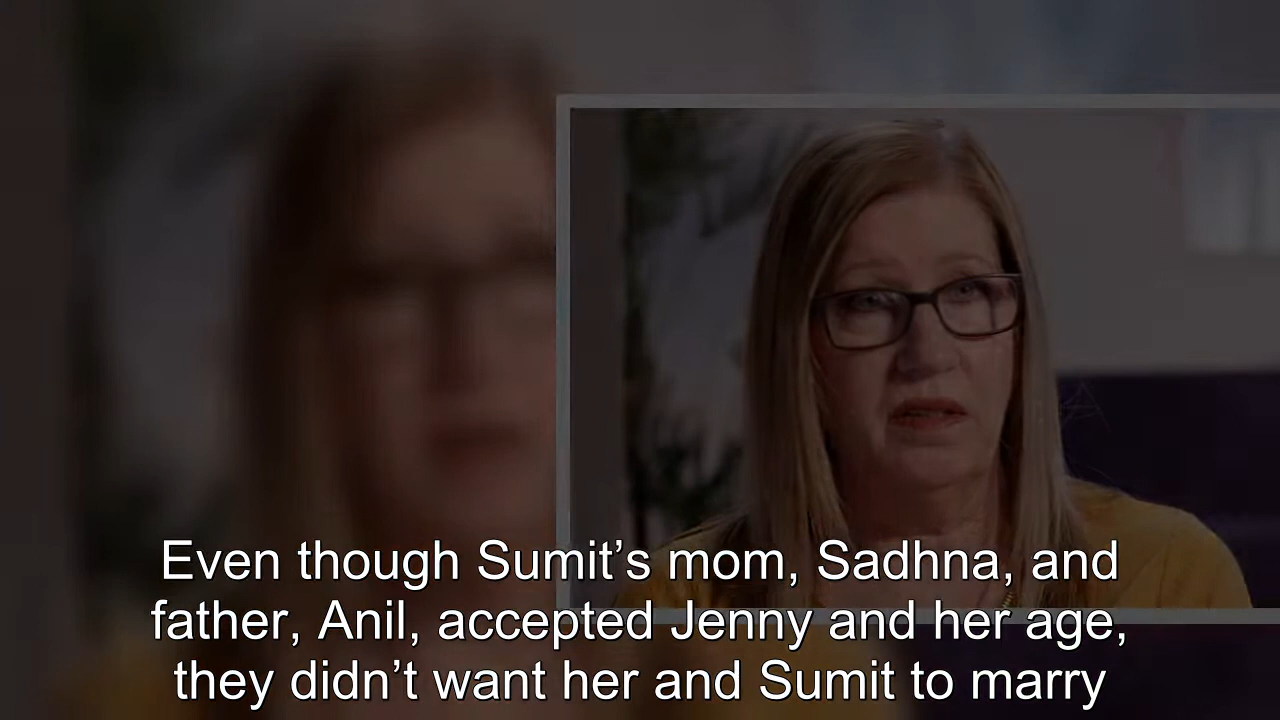 Even though Sumit’s mom, Sadhna, and
father, Anil, accepted Jenny and her age,
they didn’t want her and Sumit to marry